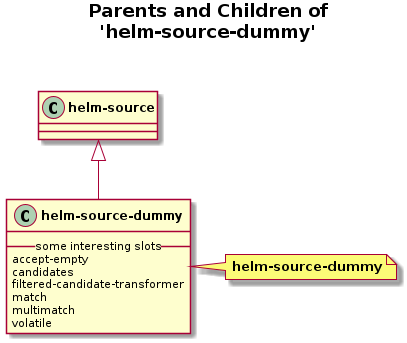 Parents and Children of
'helm-source-dummy'
C helm-source
C helm-source-dummy
some interesting slots
accept-empty
candidates
filtered-candidate-transformer
match
multimatch
volatile
helm-source-dummy